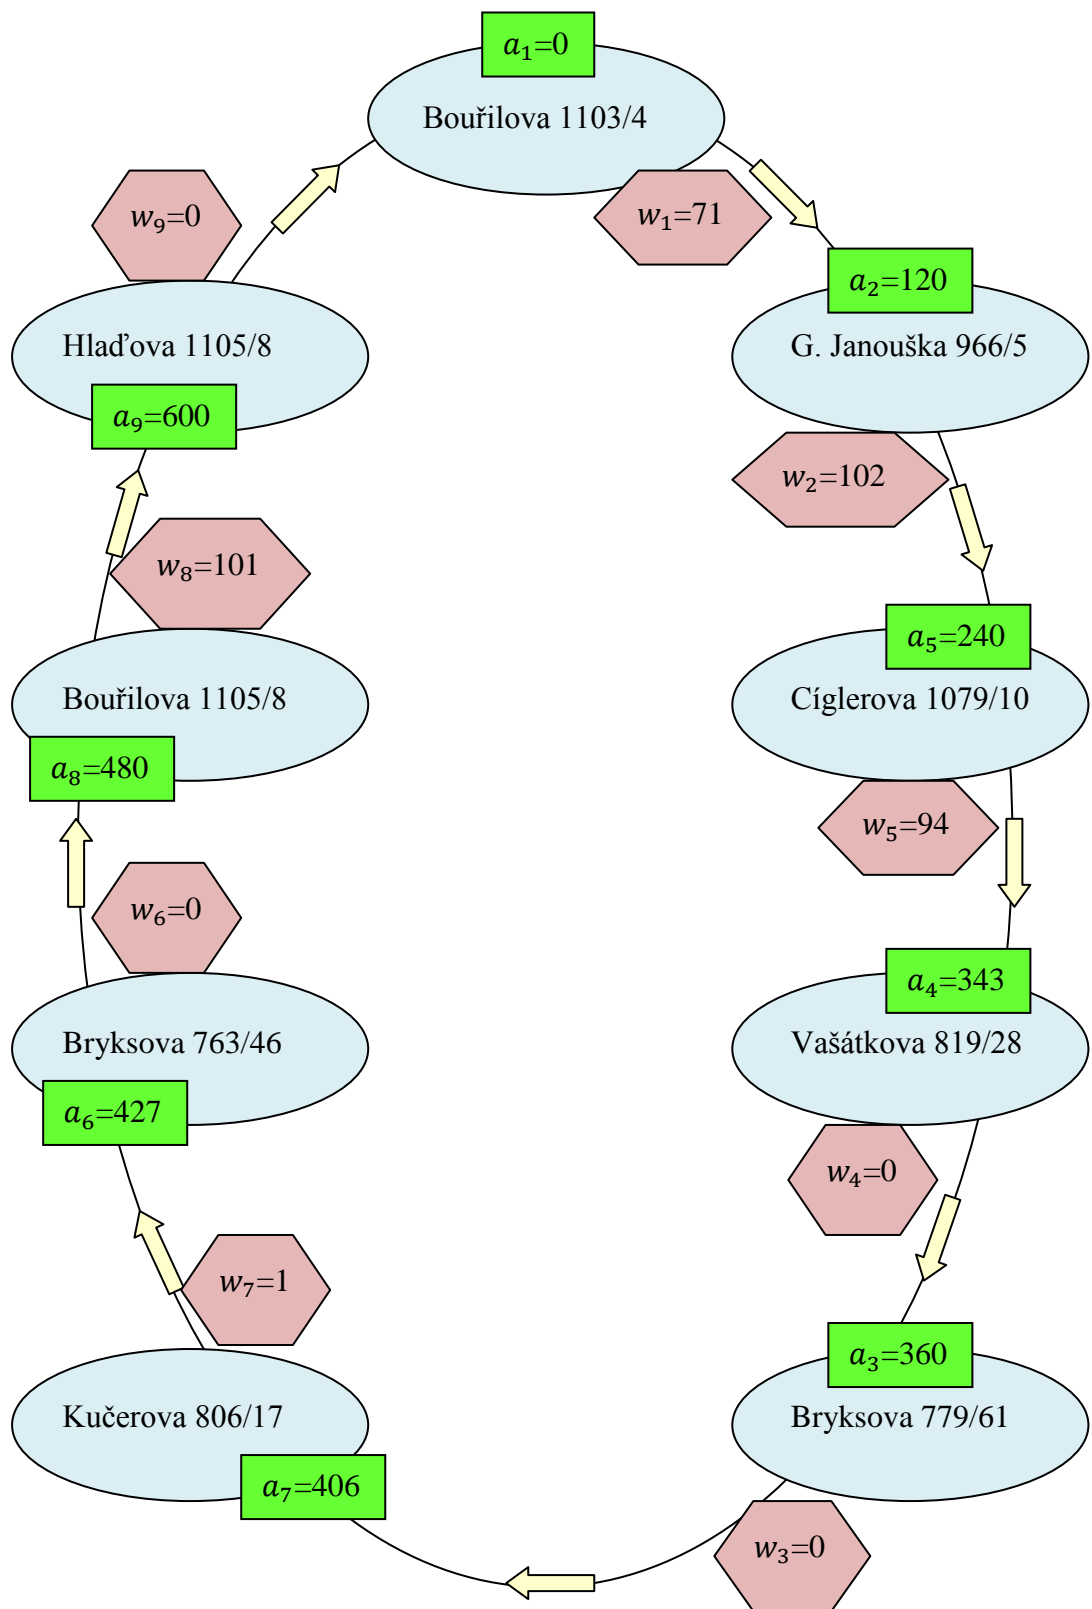 a₁=0
Bouřilova 1103/4
w₁=71
a₂=120
G. Janouška 966/5
w₂=102
a₅=240
Cíglerova 1079/10
w₅=94
a₄=343
Vašátkova 819/28
w₄=0
a₃=360
Bryksova 779/61
w₃=0
a₇=406
Kučerova 806/17
w₇=1
a₆=427
Bryksova 763/46
w₆=0
a₈=480
Bouřilova 1105/8
w₈=101
a₉=600
Hlaďova 1105/8
w₉=0